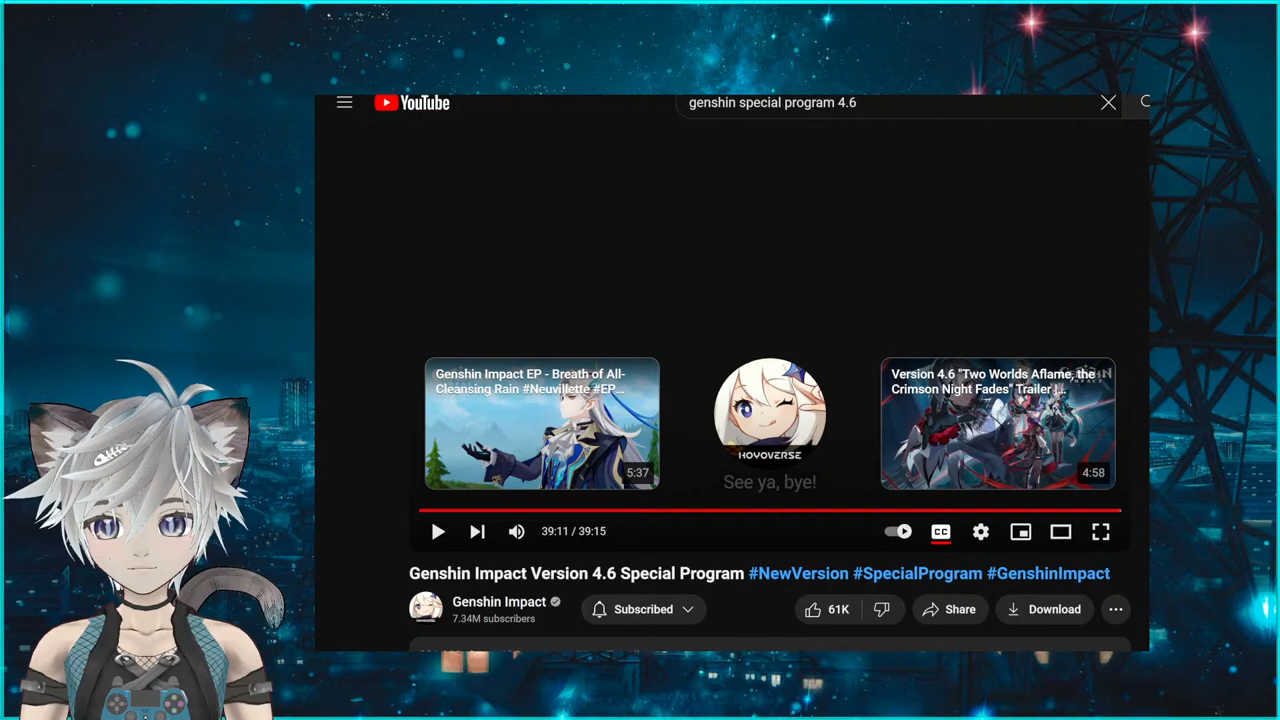 YouTube
genshin special program 4.6
Genshin Impact EP - Breath of All-
Cleansing Rain #Neuvillette #EP...
5:37
HOYOVERSE
See ya, bye!
Version 4.6 "Two Worlds Aflame, the
Crimson Night Fades" Trailer |...
4:58
39:11 / 39:15
CC
Genshin Impact Version 4.6 Special Program #NewVersion #SpecialProgram #GenshinImpact
Genshin Impact
7.34M subscribers
Subscribed
61K
Share
Download